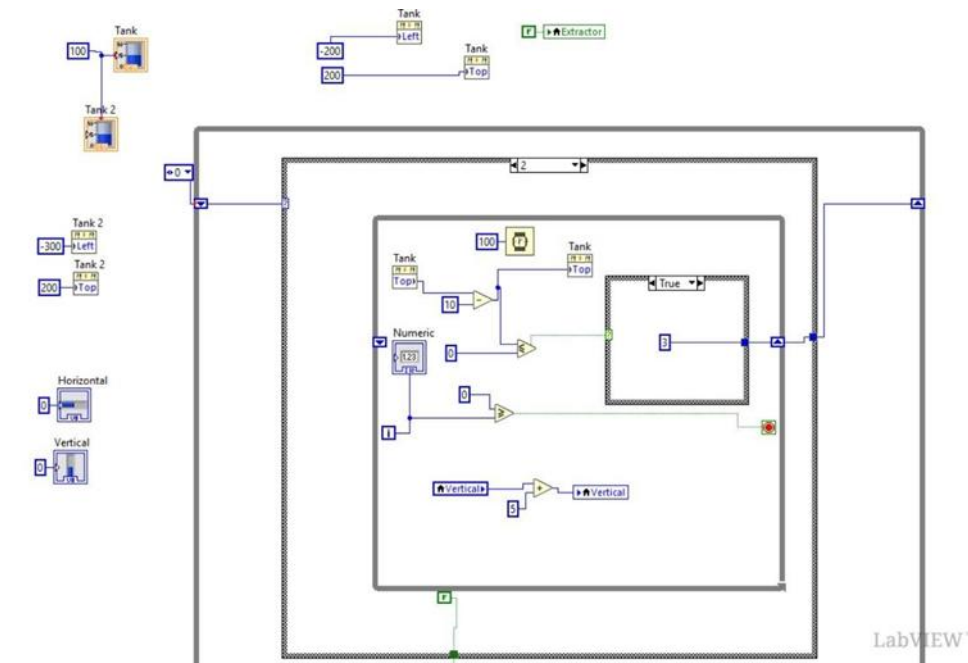 Tank
Left
-200
Tank
Top
200
F Extractor
Tank
100
Tank 2
0
2
Tank 2
Left
-300
Tank 2
Top
200
100
Tank
Top
Tank
Top
10
True
Numeric
1.23
0
3
0
i
Horizontal
0
Vertical
0
Vertical
Vertical
5
F
LabVIEW